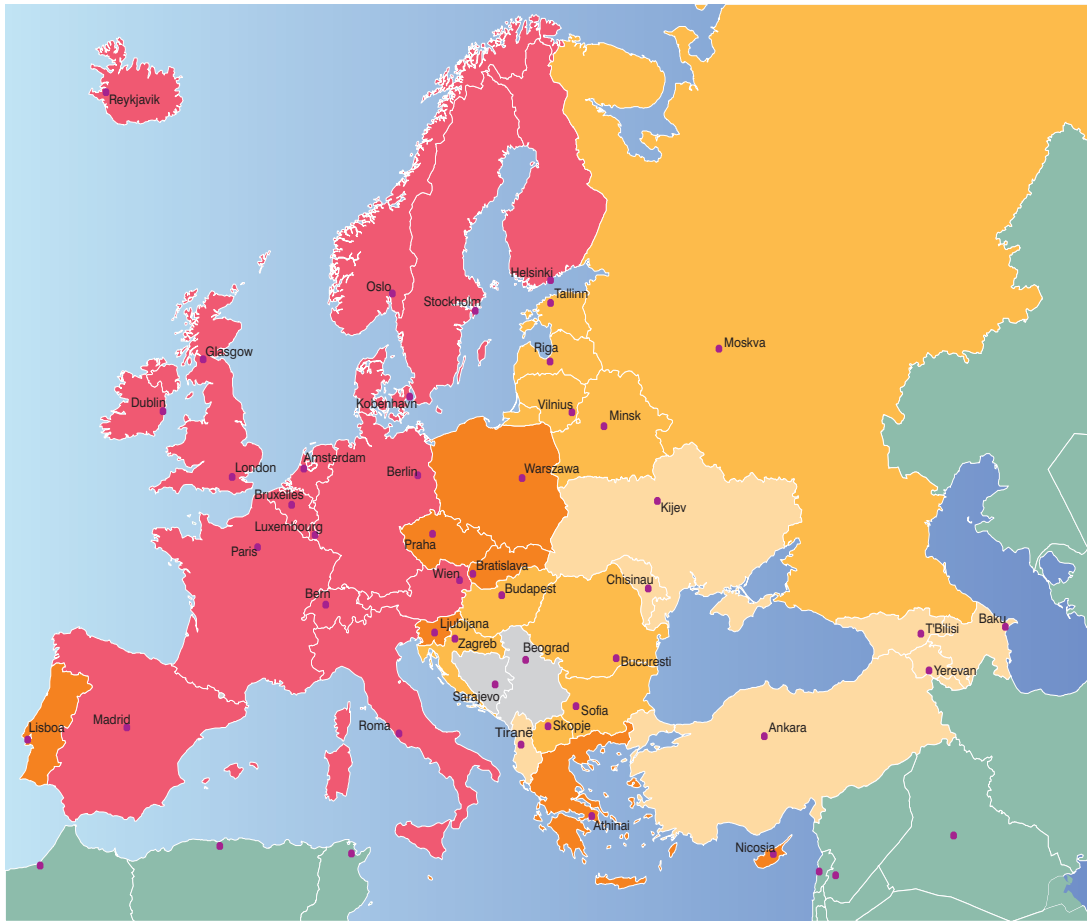 Reykjavik
Helsinki
Oslo
Tallinn
Stockholm
Moskva
Riga
Glasgow
Dublin
Kobenhavn
Vilnius
Minsk
London
Amsterdam
Berlin
Warszawa
Bruxelles
Kijev
Luxembourg
Paris
Praha
Wien
Bratislava
Chisinau
Budapest
Bern
Ljubljana
Zagreb
T'Bilisi
Baku
Beograd
Bucuresti
Yerevan
Sarajevo
Sofia
Madrid
Lisboa
Roma
Skopje
Tiranë
Ankara
Athinai
Nicosia